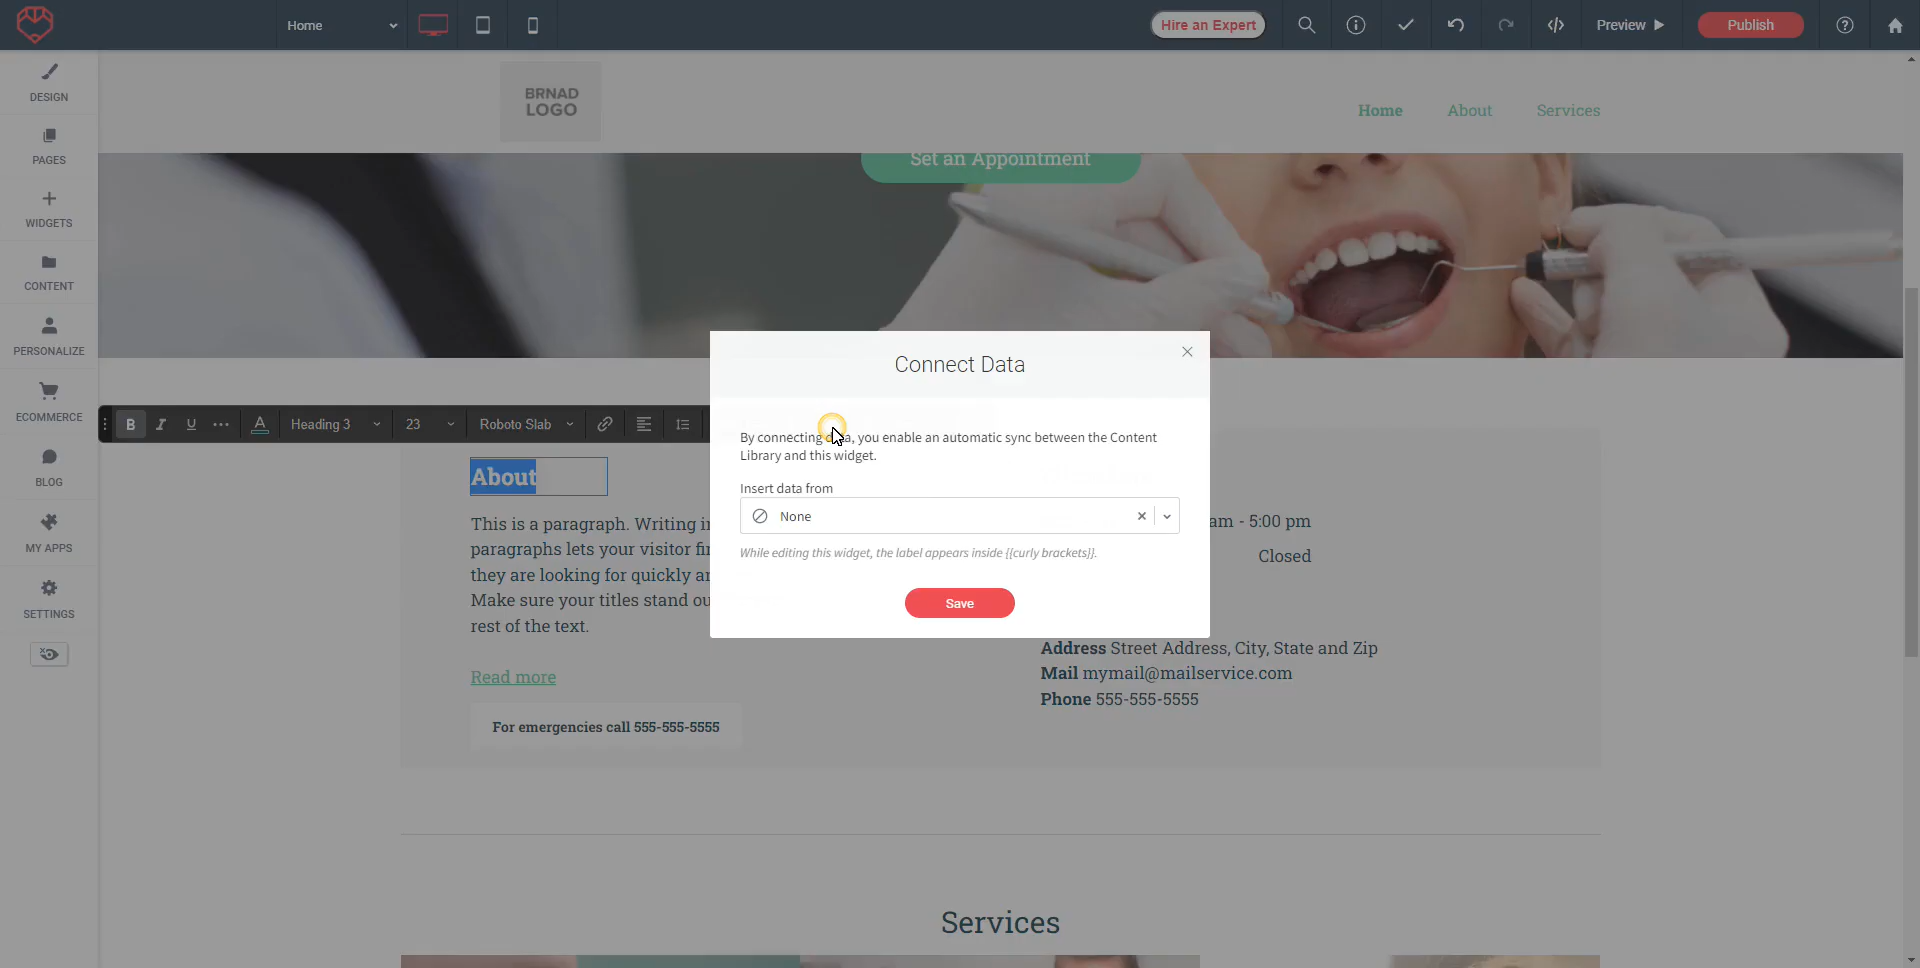 Home
Hire an Expert
Preview
Publish
DESIGN
PAGES
WIDGETS
CONTENT
PERSONALIZE
ECOMMERCE
BLOG
MY APPS
SETTINGS
BRNAD
LOGO
Home
About
Services
Set an Appointment
B I U
A
Heading 3
23
Roboto Slab
About
This is a paragraph. Writing
paragraphs lets your visitor
they are looking for quickly
Make sure your titles stand
rest of the text.
Read more
For emergencies call 555-555-5555
Connect Data
By connecting data, you enable an automatic sync between the Content
Library and this widget.
Insert data from
None
While editing this widget, the label appears inside {{curly brackets}}.
Save
am - 5:00 pm
Closed
Address Street Address, City, State and Zip
Mail mymail@mailservice.com
Phone 555-555-5555
Services